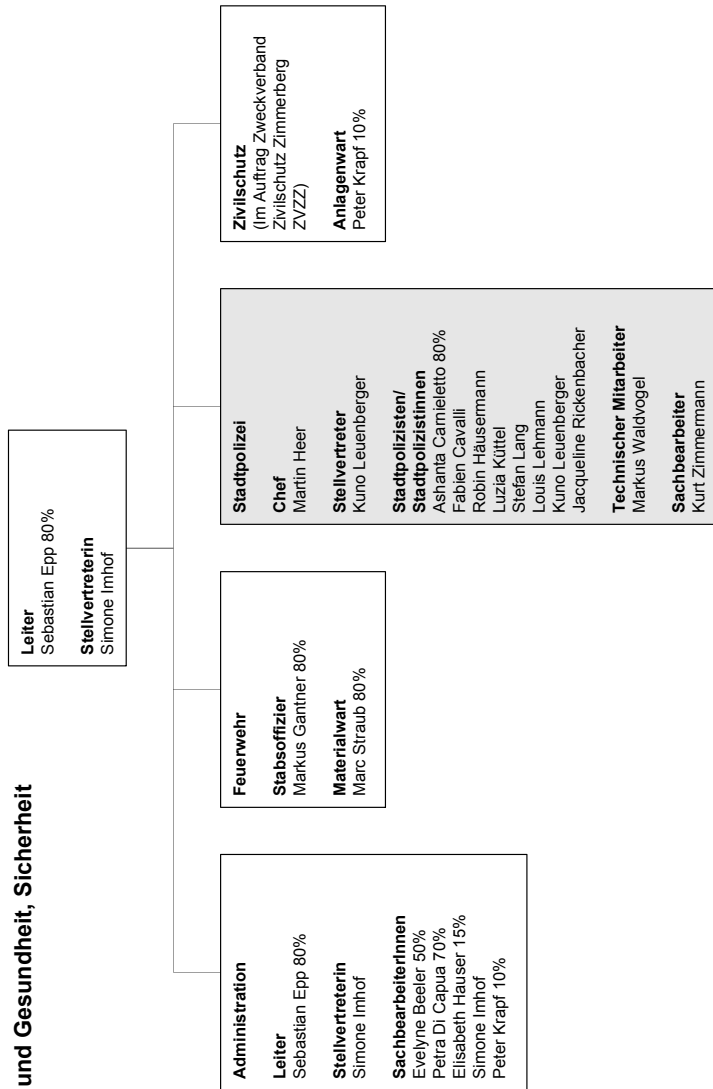 und Gesundheit, Sicherheit
Leiter
Sebastian Epp 80%
Stellvertreterin
Simone Imhof
Administration
Leiter
Sebastian Epp 80%
Stellvertreterin
Simone Imhof
SachbearbeiterInnen
Evelyne Beeler 50%
Petra Di Capua 70%
Elisabeth Hauser 15%
Simone Imhof
Peter Krapf 10%
Feuerwehr
Stabsoffizier
Markus Gantner 80%
Materialwart
Marc Straub 80%
Stadtpolizei
Chef
Martin Heer
Stellvertreter
Kuno Leuenberger
Stadtpolizisten/
Stadtpolizistinnen
Ashanta Camieletto 80%
Fabien Cavalli
Robin Häusermann
Luzia Küttel
Stefan Lang
Louis Lehmann
Kuno Leuenberger
Jacqueline Rickenbacher
Technischer Mitarbeiter
Markus Waldvogel
Sachbearbeiter
Kurt Zimmermann
Zivilschutz
(Im Auftrag Zweckverband
Zivilschutz Zimmerberg
ZVZZ)
Anlagenwart
Peter Krapf 10%